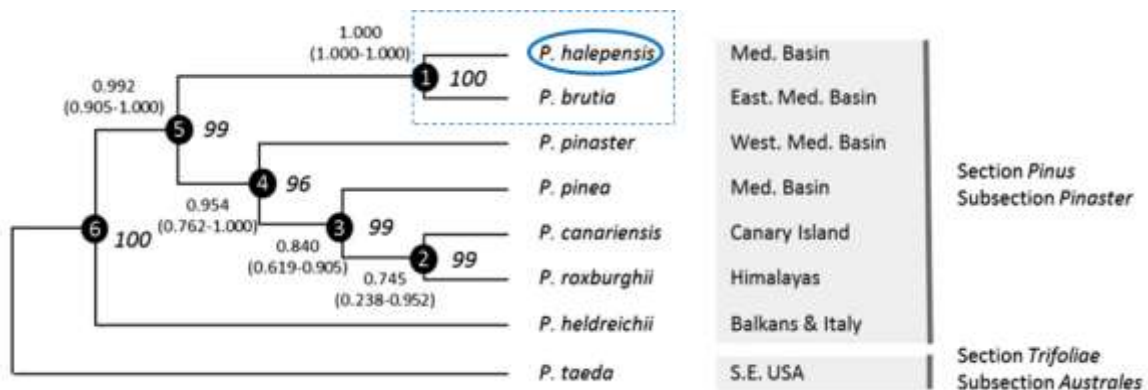 1.000
(1.000-1.000)
P. halepensis
Med. Basin
1
100
0.992
(0.905-1.000)
P. brutia
East. Med. Basin
5
99
P. pinaster
West. Med. Basin
4
96
0.954
(0.762-1.000)
P. pinea
Med. Basin
Section Pinus
Subsection Pinaster
3
99
6
100
0.840
(0.619-0.905)
P. canariensis
Canary Island
2
99
0.745
(0.238-0.952)
P. roxburghii
Himalayas
P. heldreichii
Balkans & Italy
P. taeda
S.E. USA
Section Trifoliae
Subsection Australes